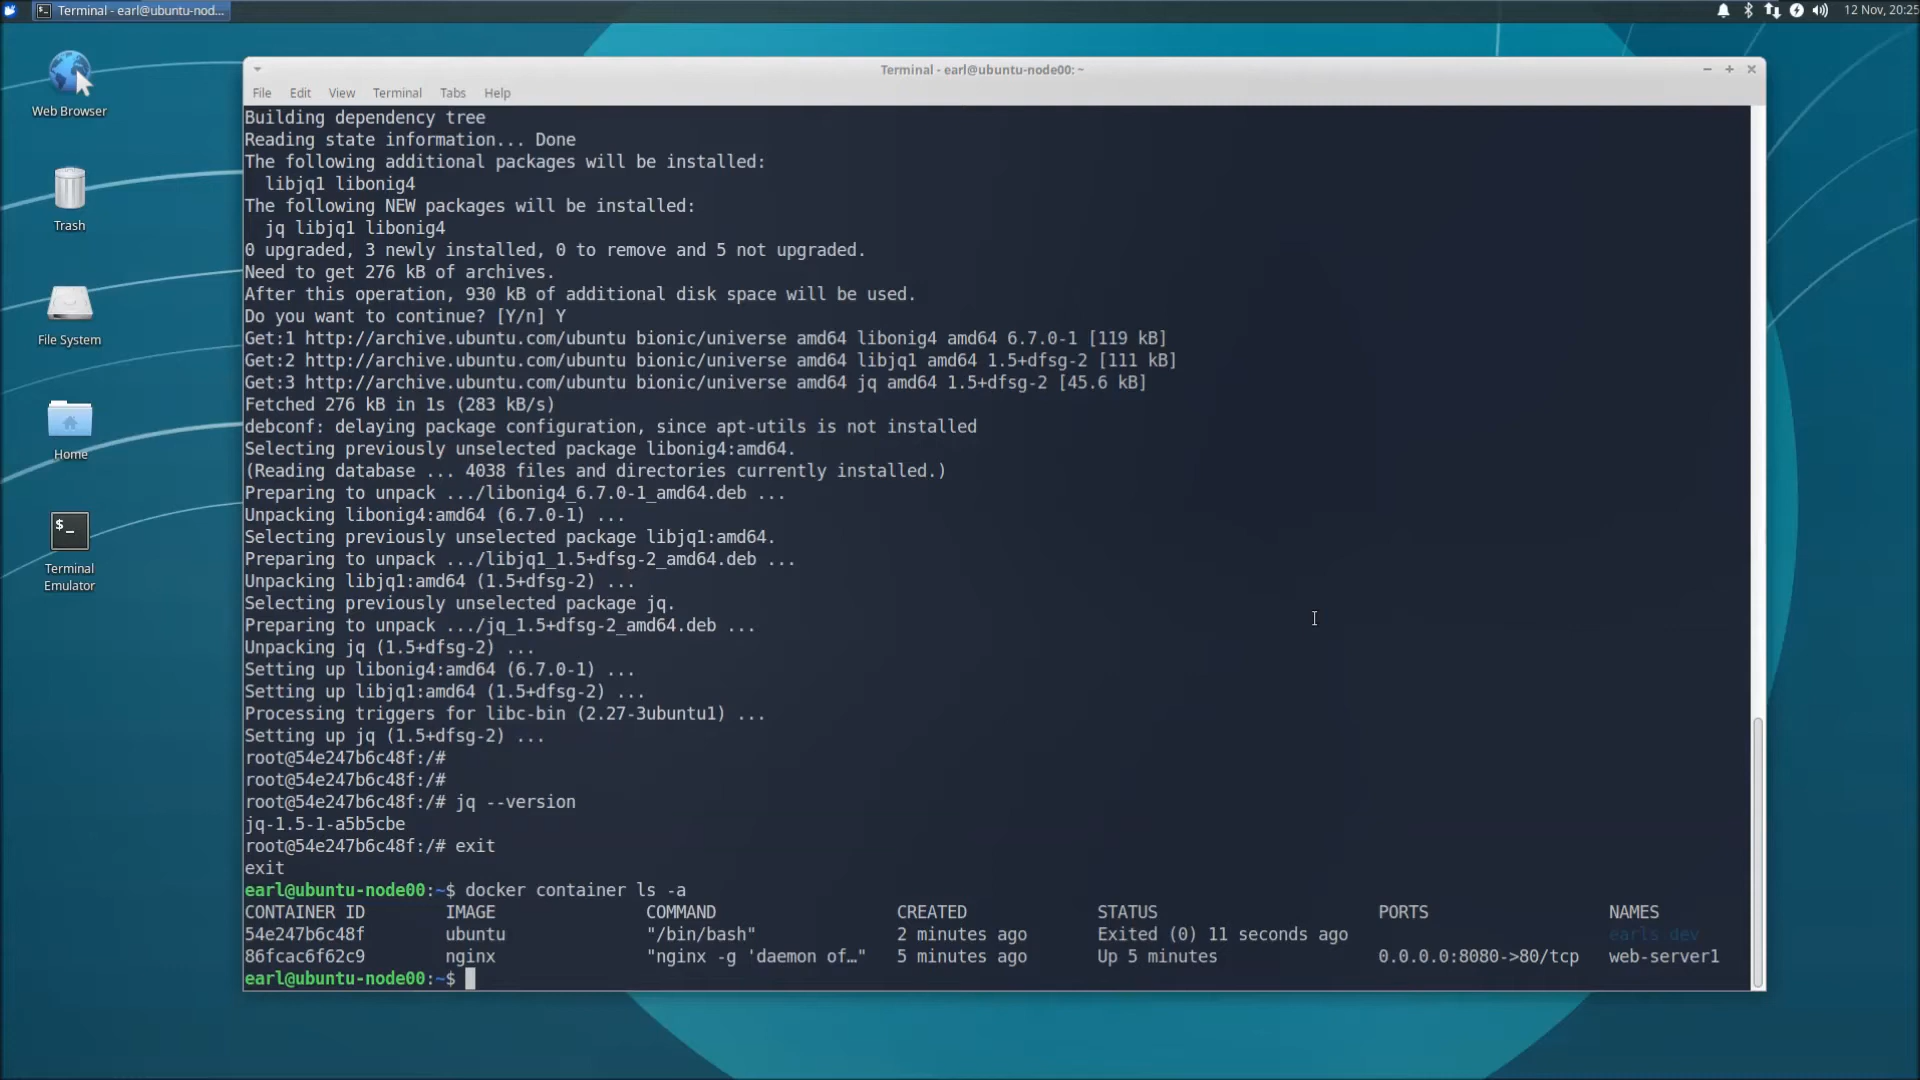 Terminal - earl@ubuntu-nod...
12 Nov, 20:25
Web Browser
Trash
File System
Home
Terminal
Emulator
Terminal - earl@ubuntu-node00: ~
File Edit View Terminal Tabs Help
Building dependency tree
Reading state information... Done
The following additional packages will be installed:
  libjq1 libonig4
The following NEW packages will be installed:
  jq libjq1 libonig4
0 upgraded, 3 newly installed, 0 to remove and 5 not upgraded.
Need to get 276 kB of archives.
After this operation, 930 kB of additional disk space will be used.
Do you want to continue? [Y/n] Y
Get:1 http://archive.ubuntu.com/ubuntu bionic/universe amd64 libonig4 amd64 6.7.0-1 [119 kB]
Get:2 http://archive.ubuntu.com/ubuntu bionic/universe amd64 libjq1 amd64 1.5+dfsg-2 [111 kB]
Get:3 http://archive.ubuntu.com/ubuntu bionic/universe amd64 jq amd64 1.5+dfsg-2 [45.6 kB]
Fetched 276 kB in 1s (283 kB/s)
debconf: delaying package configuration, since apt-utils is not installed
Selecting previously unselected package libonig4:amd64.
(Reading database ... 4038 files and directories currently installed.)
Preparing to unpack .../libonig4_6.7.0-1_amd64.deb ...
Unpacking libonig4:amd64 (6.7.0-1) ...
Selecting previously unselected package libjq1:amd64.
Preparing to unpack .../libjq1_1.5+dfsg-2_amd64.deb ...
Unpacking libjq1:amd64 (1.5+dfsg-2) ...
Selecting previously unselected package jq.
Preparing to unpack .../jq_1.5+dfsg-2_amd64.deb ...
Unpacking jq (1.5+dfsg-2) ...
Setting up libonig4:amd64 (6.7.0-1) ...
Setting up libjq1:amd64 (1.5+dfsg-2) ...
Processing triggers for libc-bin (2.27-3ubuntu1) ...
Setting up jq (1.5+dfsg-2) ...
root@54e247b6c48f:/#
root@54e247b6c48f:/#
root@54e247b6c48f:/# jq --version
jq-1.5-1-a5b5cbe
root@54e247b6c48f:/# exit
exit
earl@ubuntu-node00:~$ docker container ls -a
CONTAINER ID IMAGE COMMAND CREATED STATUS PORTS NAMES
54e247b6c48f ubuntu "/bin/bash" 2 minutes ago Exited (0) 11 seconds ago earls_dev
86fcac6f62c9 nginx "nginx -g 'daemon of…" 5 minutes ago Up 5 minutes 0.0.0.0:8080->80/tcp web-server1
earl@ubuntu-node00:~$